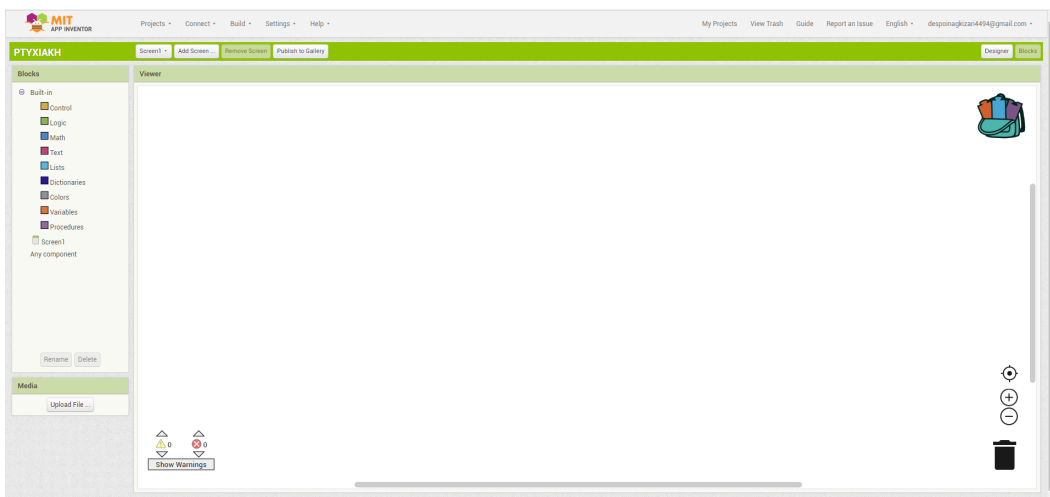 MIT
APP INVENTOR
Projects Connect Build Settings Help
My Projects View Trash Guide Report an Issue English despoinagkizari4494@gmail.com
PTYXIAKH
Screen1 Add Screen ... Remove Screen Publish to Gallery
Designer Blocks
Blocks
Viewer
Built-in
Control
Logic
Math
Text
Lists
Dictionaries
Colors
Variables
Procedures
Screen1
Any component
Rename Delete
Media
Upload File ...
0 0
Show Warnings